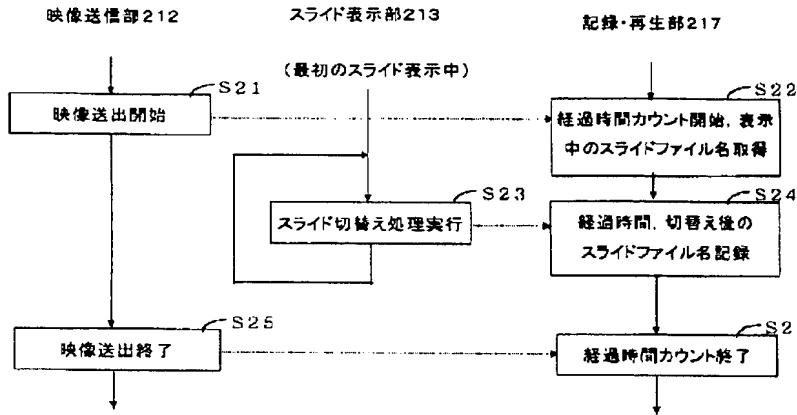 映像送信部212
スライド表示部213
記録・再生部217
(最初のスライド表示中)
S21
映像送出開始
S22
経過時間カウント開始, 表示
中のスライドファイル名取得
S23
スライド切替え処理実行
S24
経過時間, 切替え後の
スライドファイル名記録
S25
映像送出終了
S2
経過時間カウント終了